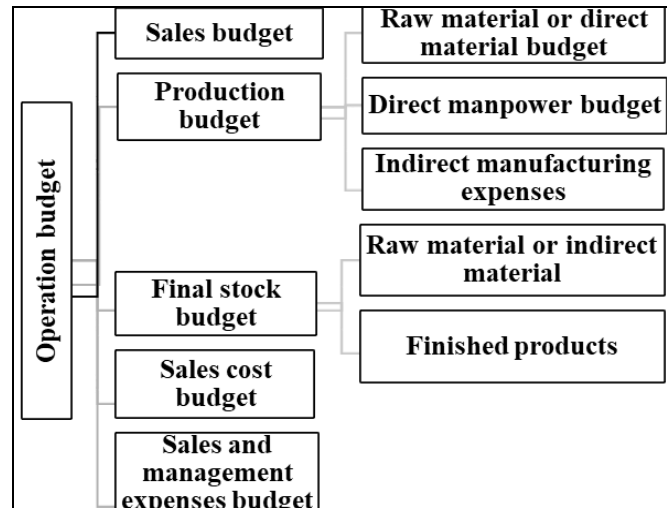 Operation budget
Sales budget
Production
budget
Raw material or direct
material budget
Direct manpower budget
Indirect manufacturing
expenses
Final stock
budget
Raw material or indirect
material
Finished products
Sales cost
budget
Sales and
management
expenses budget